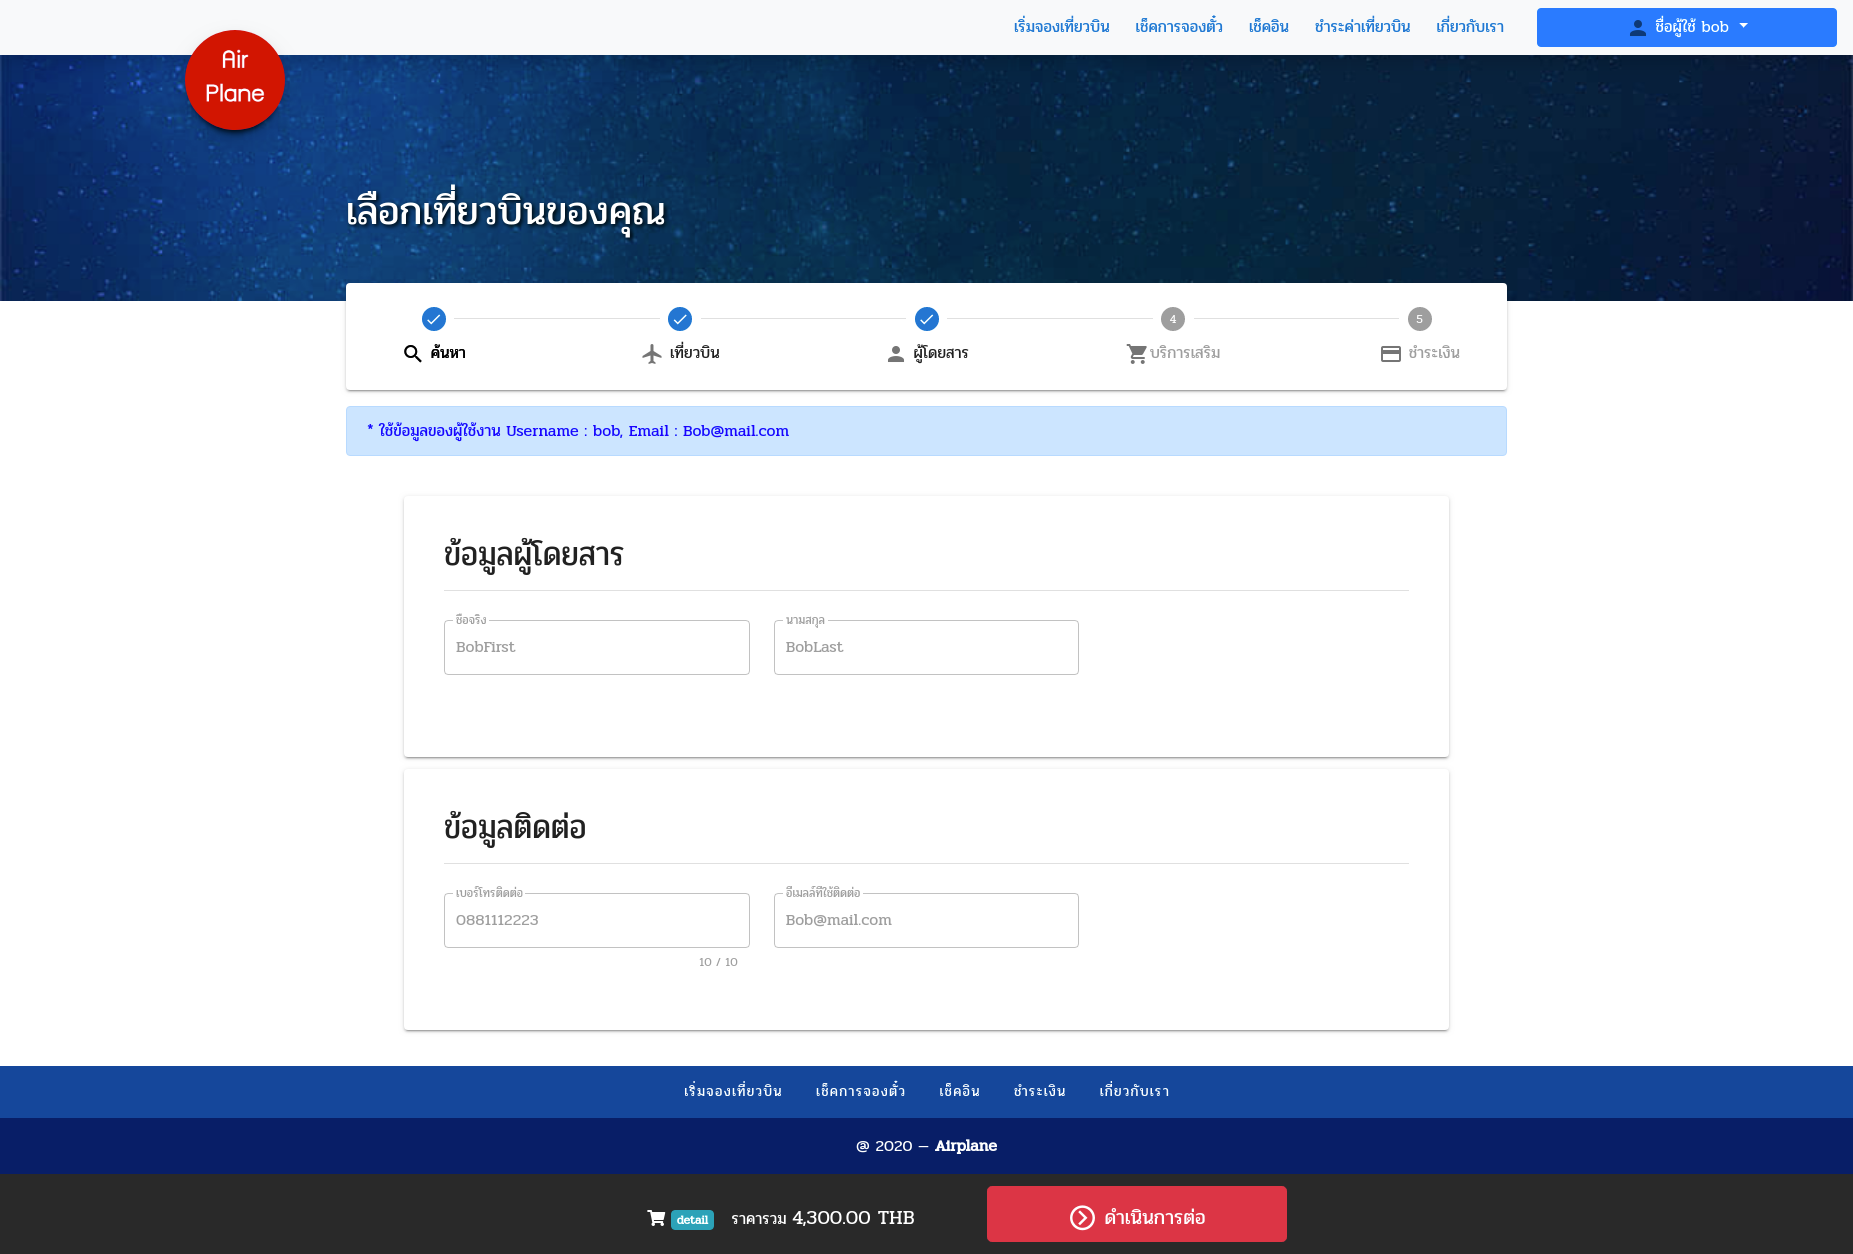 เริ่มจองเที่ยวบิน เช็คการจองตั๋ว เช็คอิน ชำระค่าเที่ยวบิน เกี่ยวกับเรา ชื่อผู้ใช้ bob
Air
Plane
เลือกเที่ยวบินของคุณ
4 5
ค้นหา เที่ยวบิน ผู้โดยสาร บริการเสริม ชำระเงิน
* ใช้ข้อมูลของผู้ใช้งาน Username : bob, Email : Bob@mail.com
ข้อมูลผู้โดยสาร
ชื่อจริง นามสกุล
BobFirst BobLast
ข้อมูลติดต่อ
เบอร์โทรติดต่อ อีเมลล์ที่ใช้ติดต่อ
0881112223 Bob@mail.com
10 / 10
เริ่มจองเที่ยวบิน เช็คการจองตั๋ว เช็คอิน ชำระเงิน เกี่ยวกับเรา
@ 2020 — Airplane
detail ราคารวม 4,300.00 THB ดำเนินการต่อ